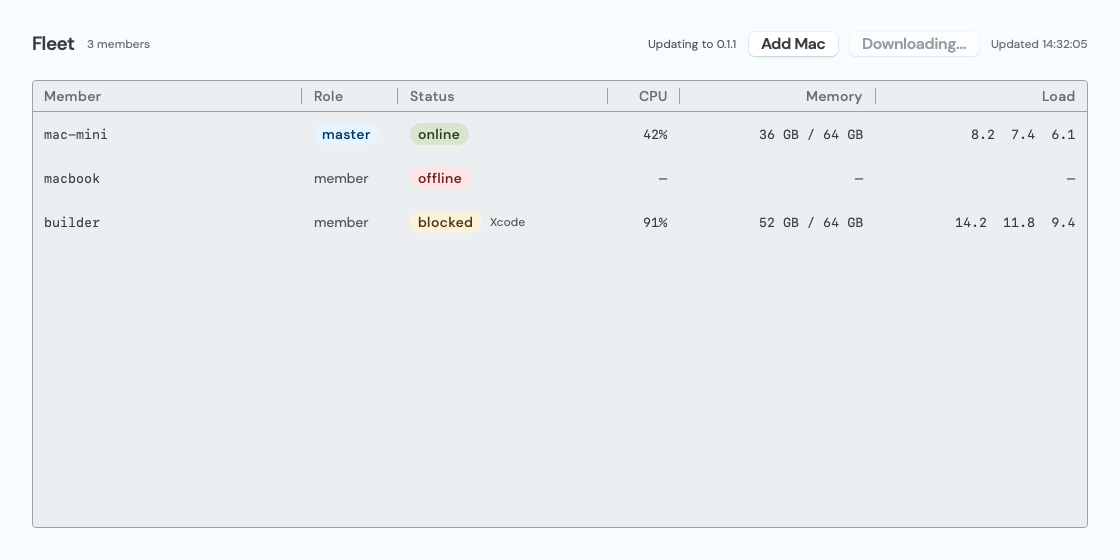 Fleet 3 members Updating to 0.1.1 Add Mac Downloading... Updated 14:32:05
Member Role Status CPU Memory Load
mac-mini master online 42% 36 GB / 64 GB 8.2 7.4 6.1
macbook member offline — — —
builder member blocked Xcode 91% 52 GB / 64 GB 14.2 11.8 9.4